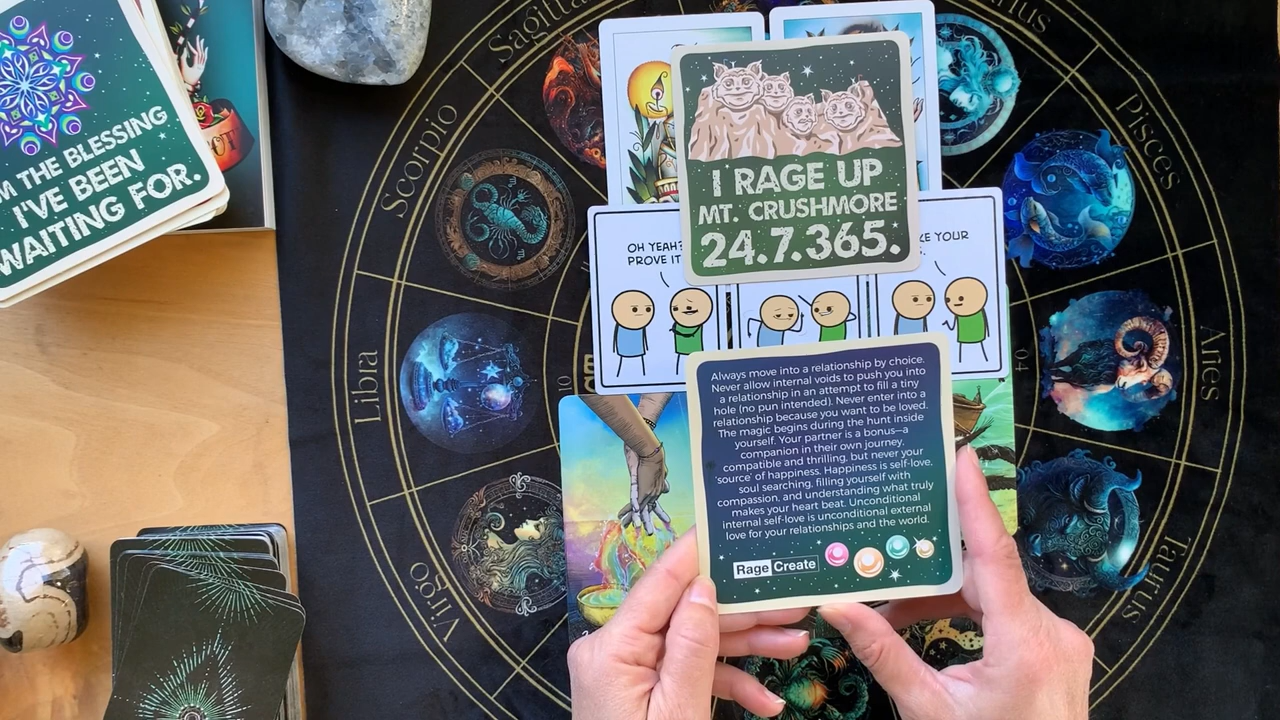 Sagitta
Scorpio
Libra
Virgo
Pisces
Aries
Taurus
10
THE BLESSING
I'VE BEEN
WAITING FOR.
I RAGE UP
MT. CRUSHMORE
24.7.365.
OH YEAH?
PROVE IT
YOUR
Always move into a relationship by choice.
Never allow internal voids to push you into
a relationship in an attempt to fill a tiny
hole (no pun intended). Never enter into a
relationship because you want to be loved.
The magic begins during the hunt inside
yourself. Your partner is a bonus—a
companion in their own journey,
compatible and thrilling, but never your
'source' of happiness. Happiness is self-love,
soul searching, filling yourself with
compassion, and understanding what truly
makes your heart beat. Unconditional
internal self-love is unconditional external
love for your relationships and the world.
Rage Create